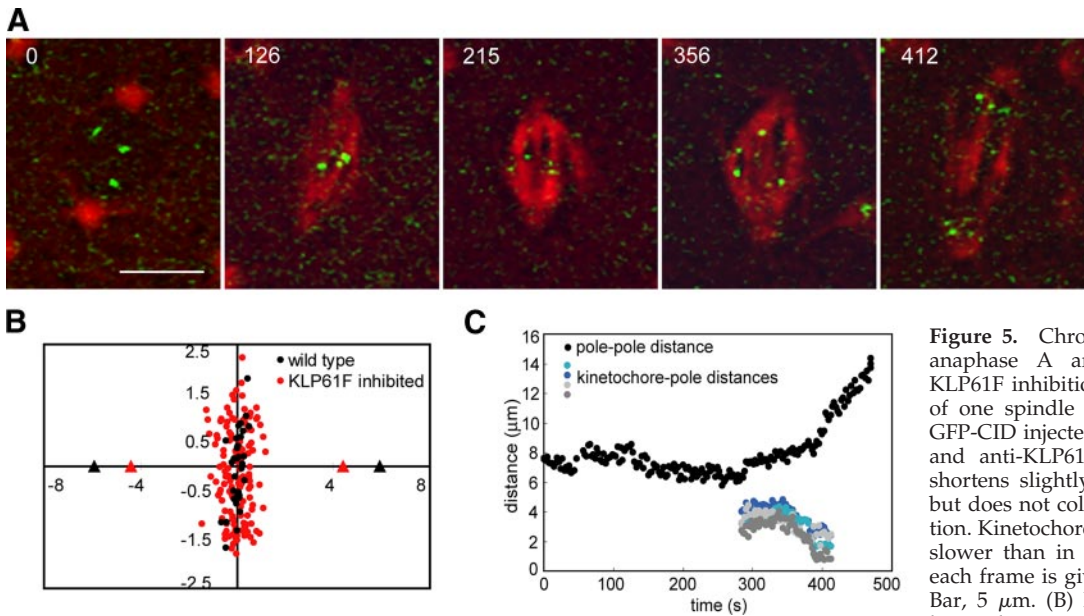 A
0
126
215
356
412
B
2.5
wild type
KLP61F inhibited
1.5
0.5
-8
-4
4
8
-0.5
-1.5
-2.5
C
16
14
12
10
8
6
4
2
0
distance (μm)
pole-pole distance
kinetochore-pole distances
0
100
200
300
400
500
time (s)
Figure 5. Chro
anaphase A an
KLP61F inhibition
of one spindle
GFP-CID injecte
and anti-KLP61
shortens slightly
but does not col
tion. Kinetochore
slower than in
each frame is gi
Bar, 5 μm. (B)